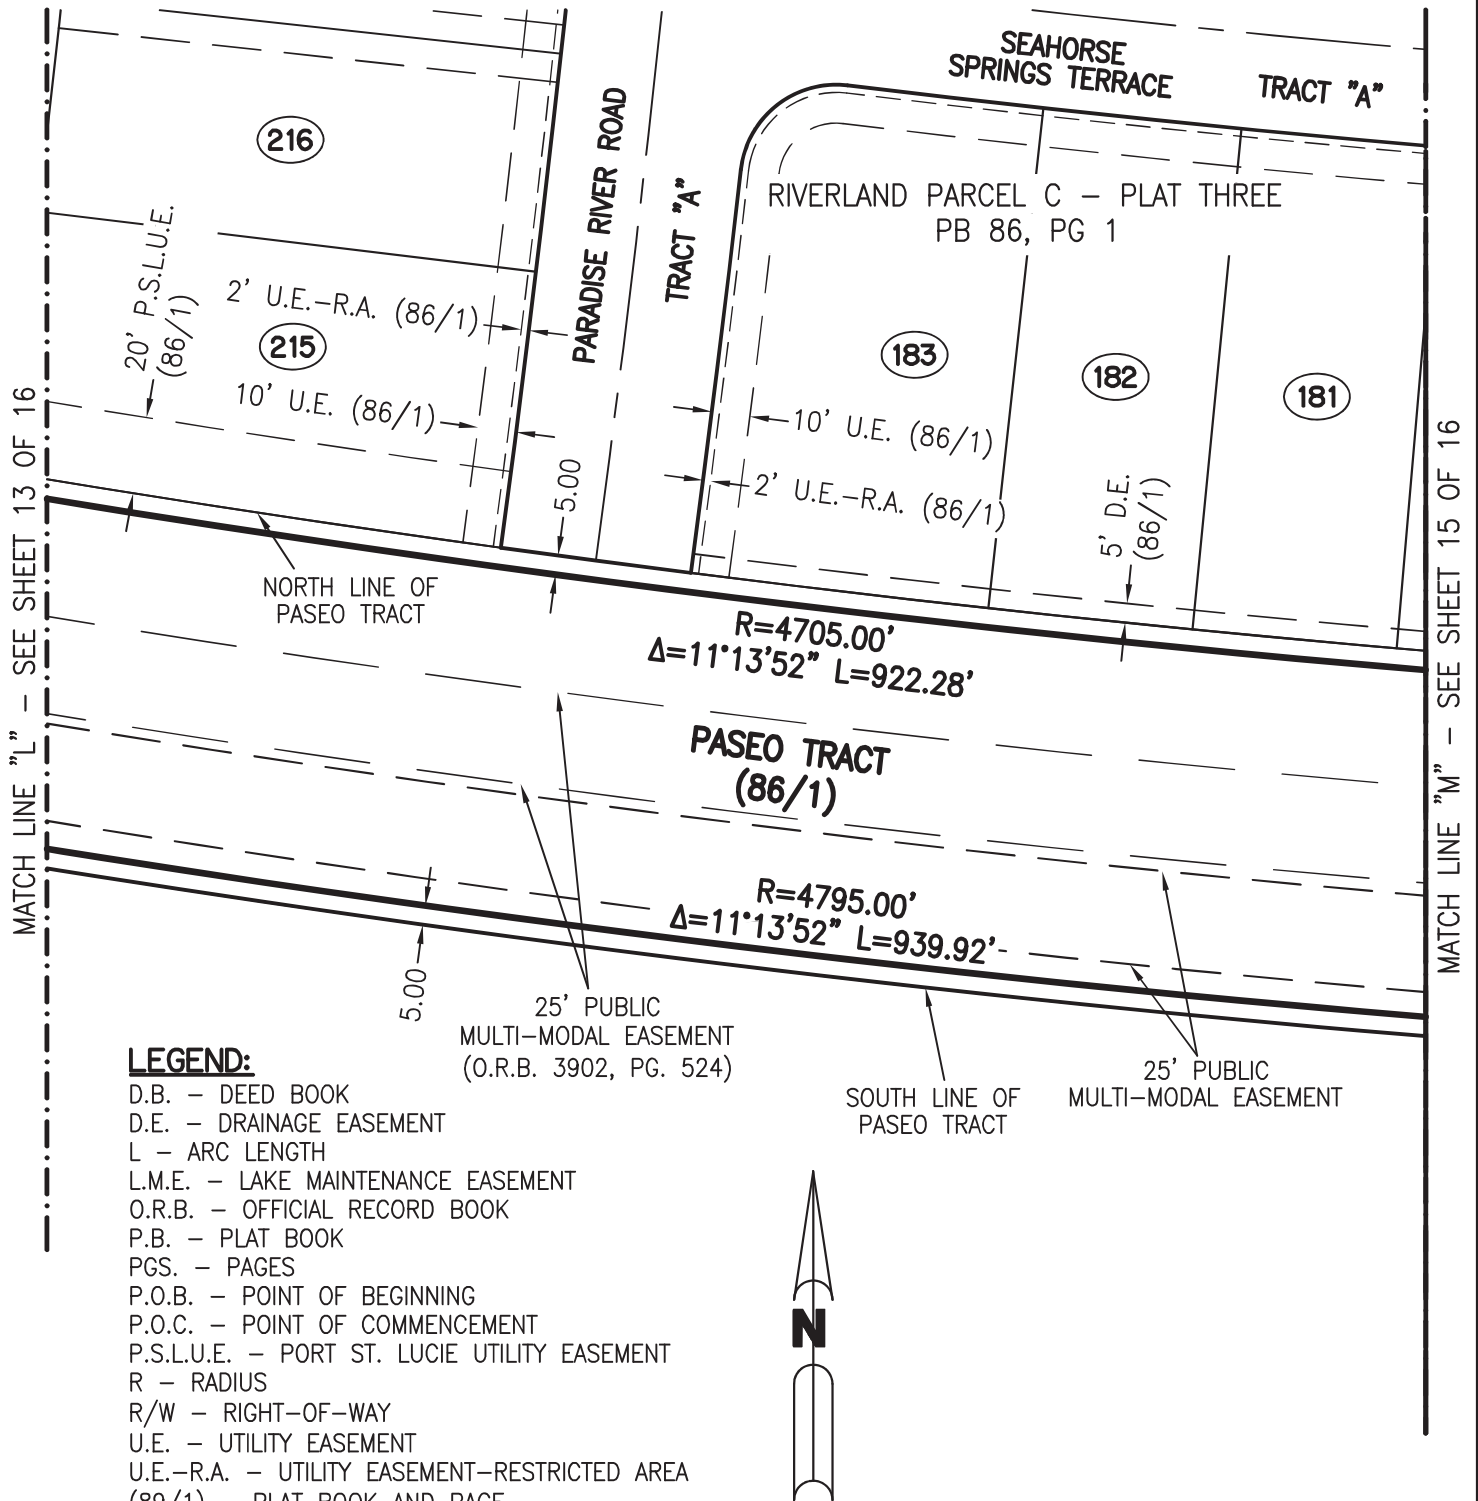 SEAHORSE
SPRINGS TERRACE
TRACT "A"
216
PARADISE RIVER ROAD
TRACT "A"
RIVERLAND PARCEL C – PLAT THREE
PB 86, PG 1
20' P.S.L.U.E.
(86/1)
2' U.E.–R.A. (86/1)
215
10' U.E. (86/1)
183
182
181
10' U.E. (86/1)
2' U.E.–R.A. (86/1)
5' D.E.
(86/1)
5.00
MATCH LINE "L" – SEE SHEET 13 OF 16
MATCH LINE "M" – SEE SHEET 15 OF 16
NORTH LINE OF
PASEO TRACT
R=4705.00'
Δ=11°13'52" L=922.28'
PASEO TRACT
(86/1)
R=4795.00'
Δ=11°13'52" L=939.92'
5.00
25' PUBLIC
MULTI–MODAL EASEMENT
(O.R.B. 3902, PG. 524)
SOUTH LINE OF
PASEO TRACT
25' PUBLIC
MULTI–MODAL EASEMENT
LEGEND:
D.B. – DEED BOOK
D.E. – DRAINAGE EASEMENT
L – ARC LENGTH
L.M.E. – LAKE MAINTENANCE EASEMENT
O.R.B. – OFFICIAL RECORD BOOK
P.B. – PLAT BOOK
PGS. – PAGES
P.O.B. – POINT OF BEGINNING
P.O.C. – POINT OF COMMENCEMENT
P.S.L.U.E. – PORT ST. LUCIE UTILITY EASEMENT
R – RADIUS
R/W – RIGHT–OF–WAY
U.E. – UTILITY EASEMENT
U.E.–R.A. – UTILITY EASEMENT–RESTRICTED AREA
(89/1) – PLAT BOOK AND PAGE
N